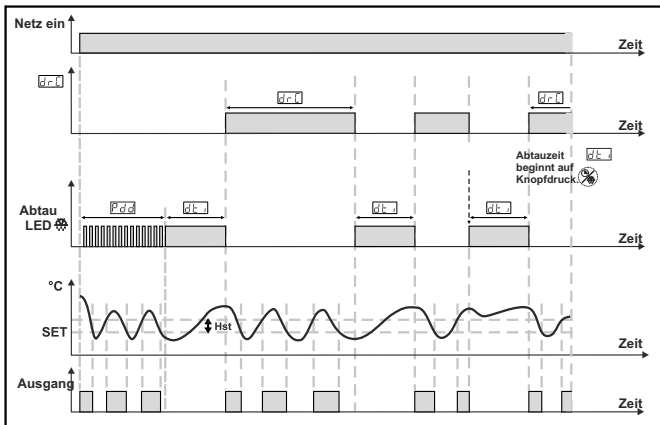 Netz ein
Zeit
drC
drC
drC
Zeit
Abtauzeit dti
beginnt auf
Knopfdruck.
Pdd
dti
dti
dti
Abtau
LED
Zeit
°C
Hst
SET
Zeit
Ausgang
Zeit